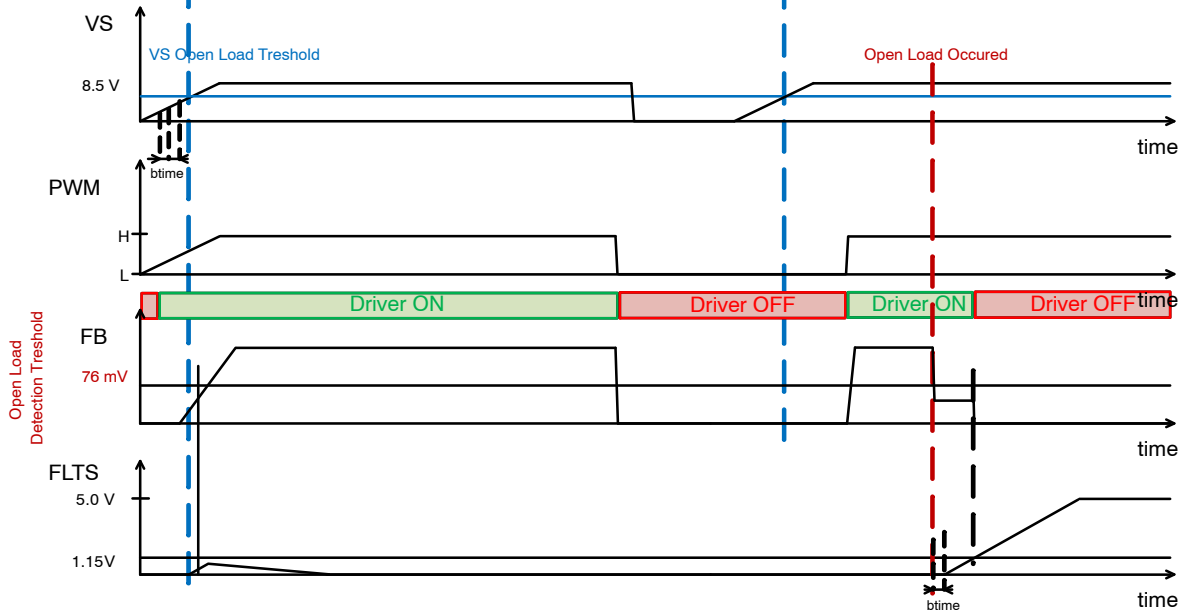 VS
VS Open Load Treshold
Open Load Occured
8.5 V
time
btime
PWM
H
L
Driver ON
Driver OFF
Driver ON
Driver OFF
time
FB
76 mV
Open Load
Detection Treshold
time
FLTS
5.0 V
1.15V
time
btime